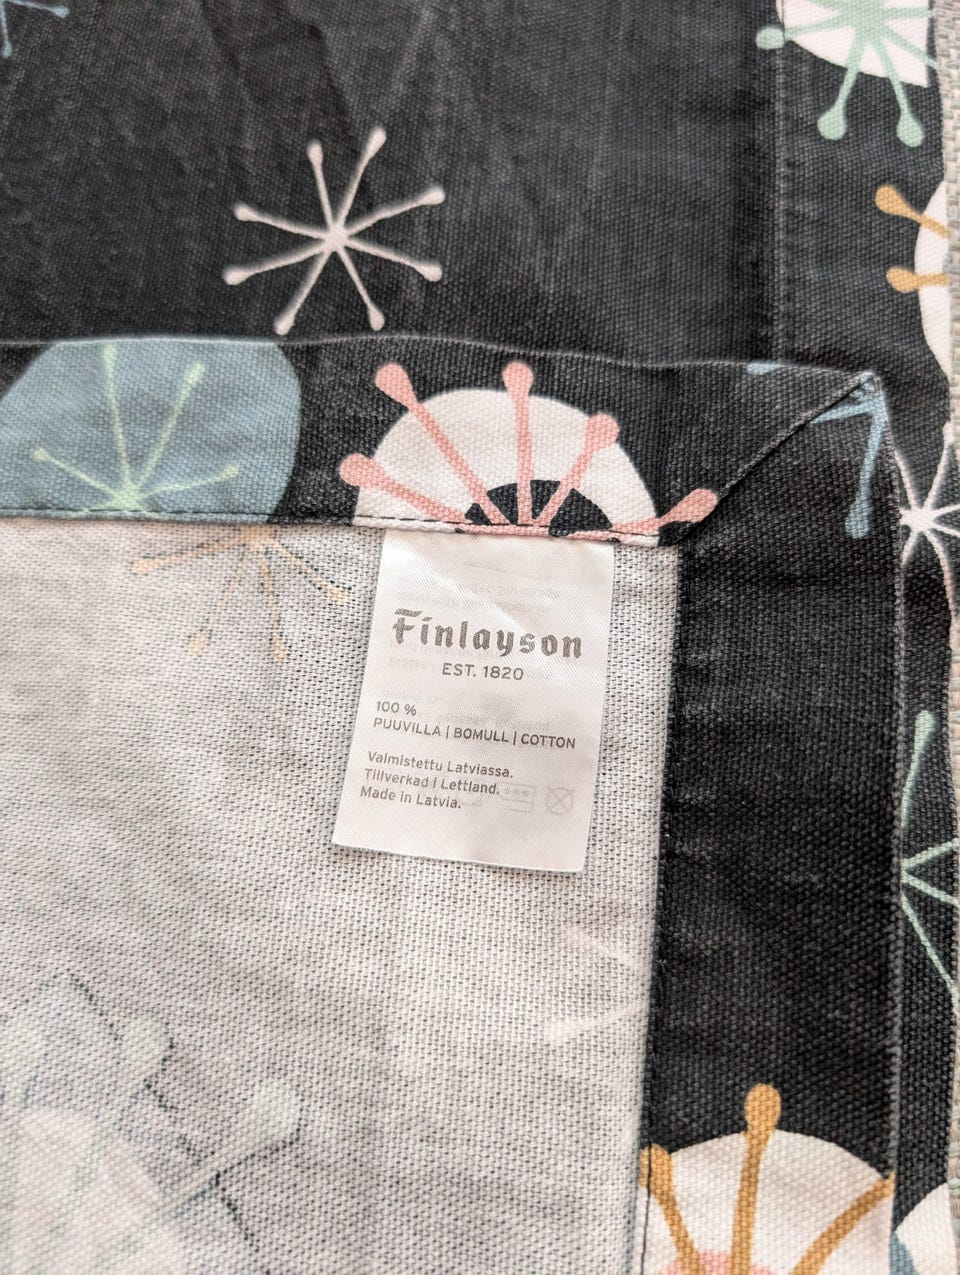 Finlayson
EST. 1820
100 %
PUUVILLA | BOMULL | COTTON
Valmistettu Latviassa.
Tillverkad i Lettland.
Made in Latvia.